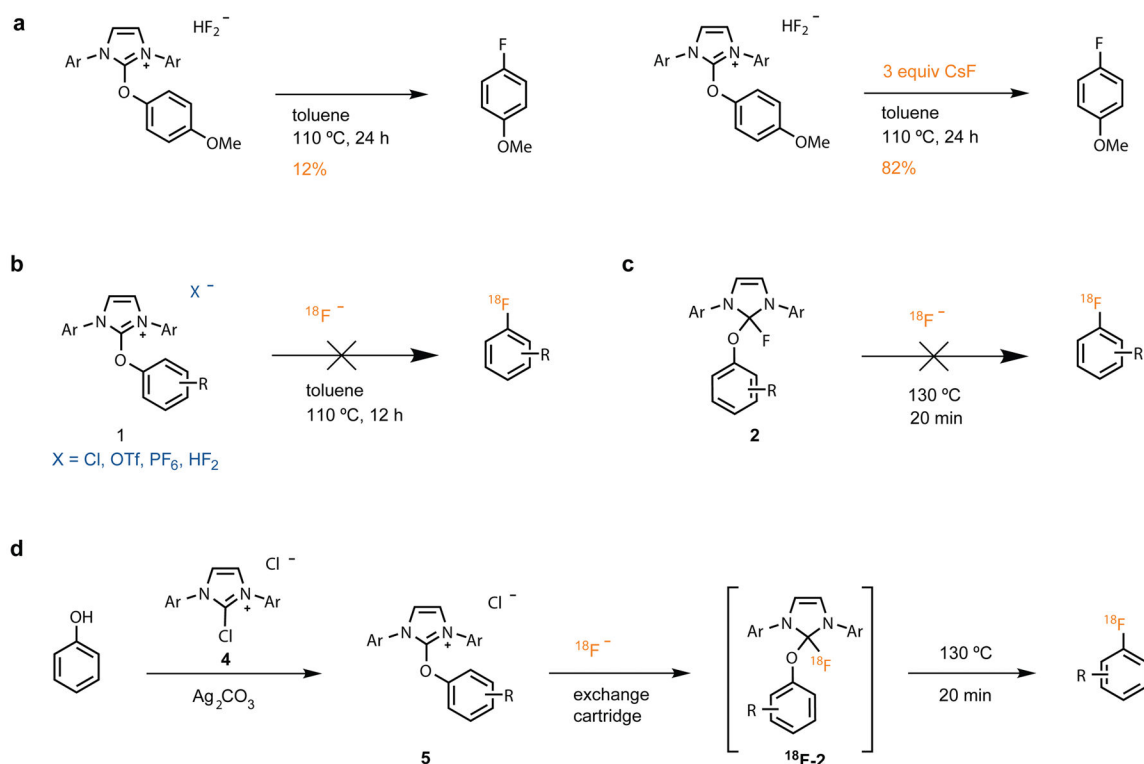 a
HF₂⁻
Ar
N
N
+
Ar
O
OMe
toluene
110 ºC, 24 h
12%
F
OMe
HF₂⁻
Ar
N
N
+
Ar
O
OMe
3 equiv CsF
toluene
110 ºC, 24 h
82%
F
OMe
b
X⁻
Ar
N
N
+
Ar
O
R
1
X = Cl, OTf, PF₆, HF₂
¹⁸F⁻
toluene
110 ºC, 12 h
¹⁸F
R
c
Ar
N
N
Ar
O
F
R
2
¹⁸F⁻
130 ºC
20 min
¹⁸F
R
d
OH
Cl⁻
Ar
N
N
+
Ar
Cl
4
Ag₂CO₃
Cl⁻
Ar
N
N
+
Ar
O
R
5
¹⁸F⁻
exchange
cartridge
Ar
N
N
Ar
O
¹⁸F
R
¹⁸F-2
130 ºC
20 min
¹⁸F
R